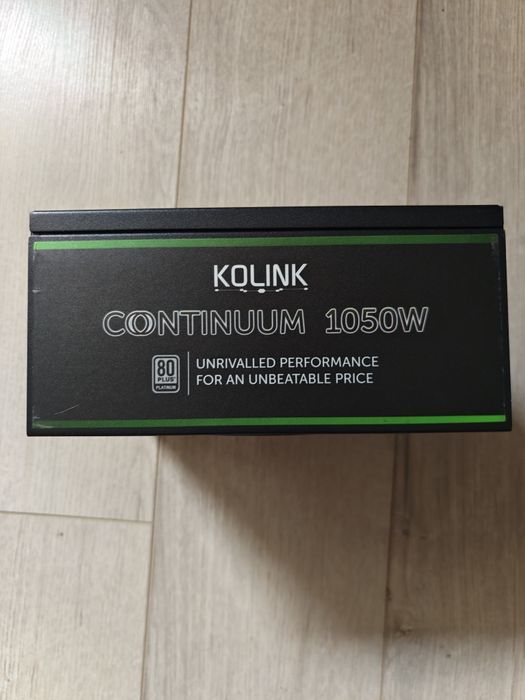 KOLINK
CONTINUUM 1050W
80
PLUS
PLATINUM
UNRIVALLED PERFORMANCE
FOR AN UNBEATABLE PRICE